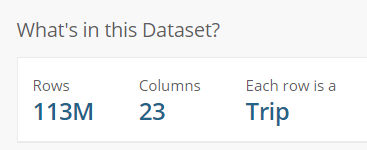 What's in this Dataset?
Rows Columns Each row is a
113M 23 Trip